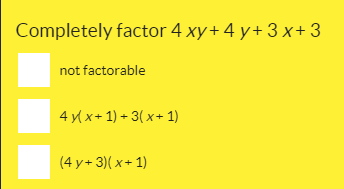 Completely factor 4 xy + 4 y + 3 x + 3
not factorable
4 y( x + 1) + 3( x + 1)
(4 y + 3)( x + 1)